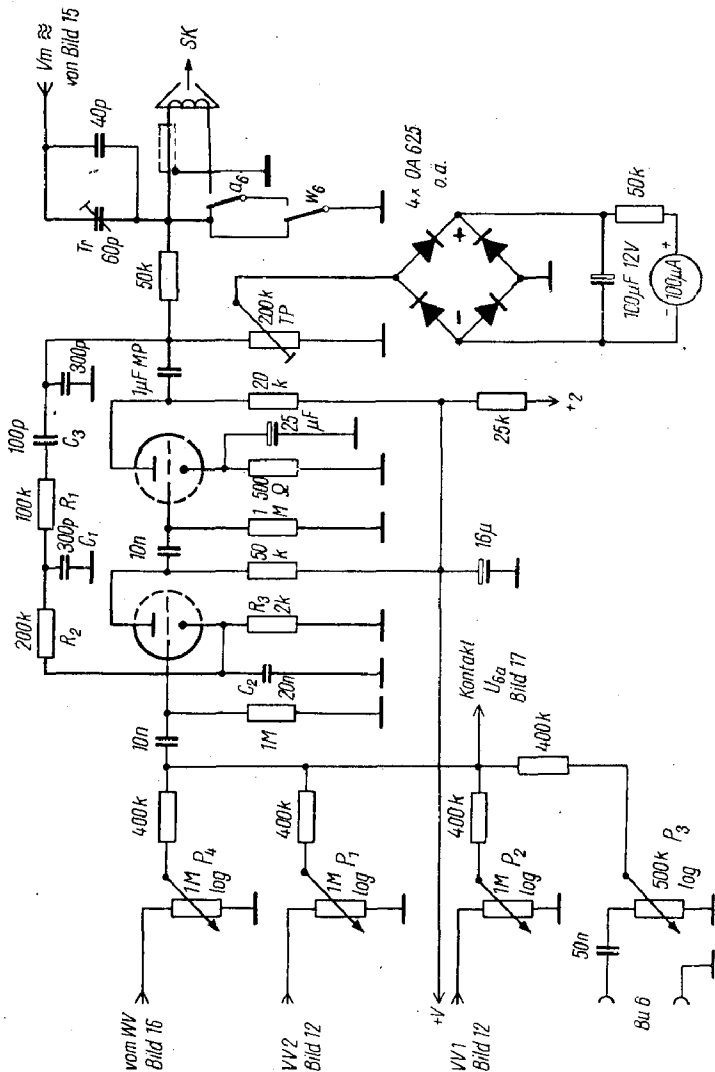 Vm ≈
von Bild 15
40p
Tr
60p
SK
a6
w6
50k
4 x OA 625
o.ä.
+
-
200k
TP
100µF 12V
50k
+
100µA
-
300p
100p
C3
100k
R1
300p
C1
200k
R2
1µF MP
20
k
25
µF
25k
+2
500
Ω
1
M
10n
50
k
16µ
R3
2k
C2
20n
1M
10n
Kontakt
U6a
Bild 17
400k
400k
400k
400k
1M P4
log
1M P1
log
1M P2
log
500k P3
log
50n
vom WV
Bild 16
VV2
Bild 12
+V
VV1
Bild 12
Bu 6